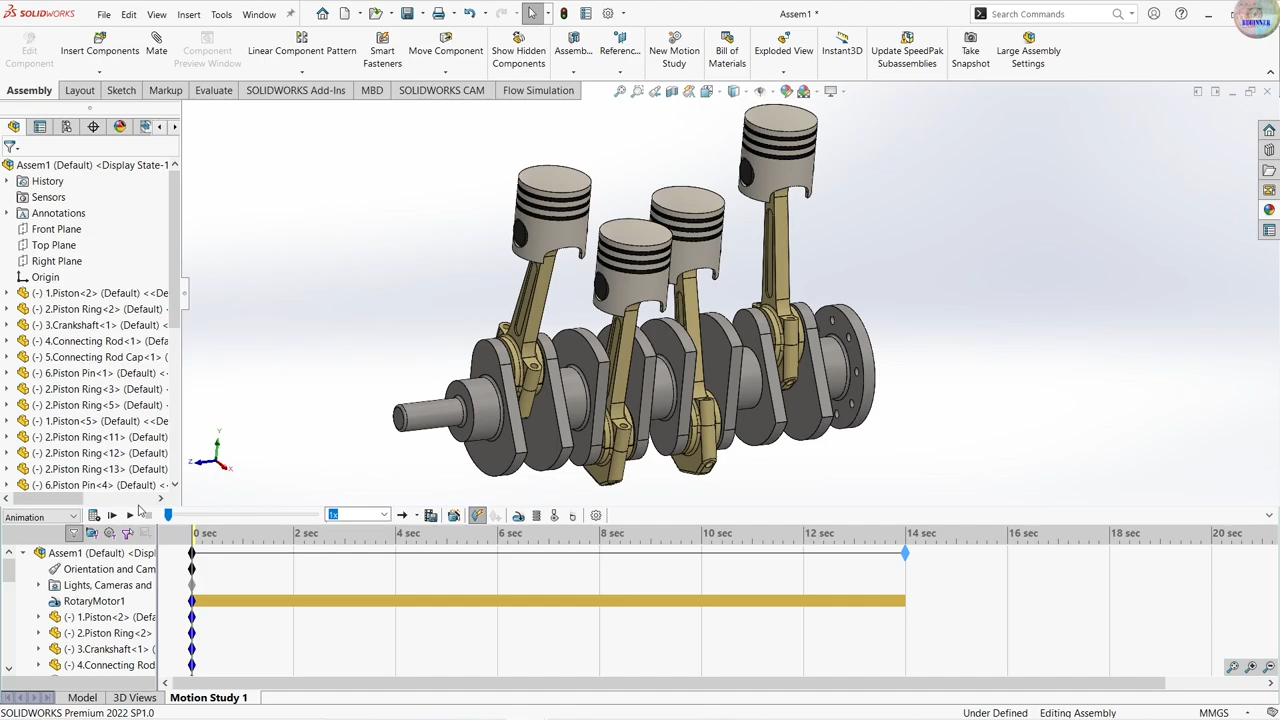 SOLIDWORKS File Edit View Insert Tools Window Assem1 * Search Commands
Edit Component Insert Components Mate Component Preview Window Linear Component Pattern Smart Fasteners Move Component Show Hidden Components Assemb... Referenc... New Motion Study Bill of Materials Exploded View Instant3D Update SpeedPak Subassemblies Take Snapshot Large Assembly Settings
Assembly Layout Sketch Markup Evaluate SOLIDWORKS Add-Ins MBD SOLIDWORKS CAM Flow Simulation
Assem1 (Default) <Display State-1
History
Sensors
Annotations
Front Plane
Top Plane
Right Plane
Origin
(-) 1.Piston<2> (Default) <<De
(-) 2.Piston Ring<2> (Default)
(-) 3.Crankshaft<1> (Default)
(-) 4.Connecting Rod<1> (Default)
(-) 5.Connecting Rod Cap<1> (Default)
(-) 6.Piston Pin<1> (Default)
(-) 2.Piston Ring<3> (Default)
(-) 2.Piston Ring<5> (Default)
(-) 1.Piston<5> (Default) <<De
(-) 2.Piston Ring<11> (Default)
(-) 2.Piston Ring<12> (Default)
(-) 2.Piston Ring<13> (Default)
(-) 6.Piston Pin<4> (Default) <
Y
Z X
Animation 1x
0 sec 2 sec 4 sec 6 sec 8 sec 10 sec 12 sec 14 sec 16 sec 18 sec 20 sec
Assem1 (Default) <Displ
Orientation and Cam
Lights, Cameras and
RotaryMotor1
(-) 1.Piston<2> (Defa
(-) 2.Piston Ring<2>
(-) 3.Crankshaft<1>
(-) 4.Connecting Rod
Model 3D Views Motion Study 1
SOLIDWORKS Premium 2022 SP1.0 Under Defined Editing Assembly MMGS